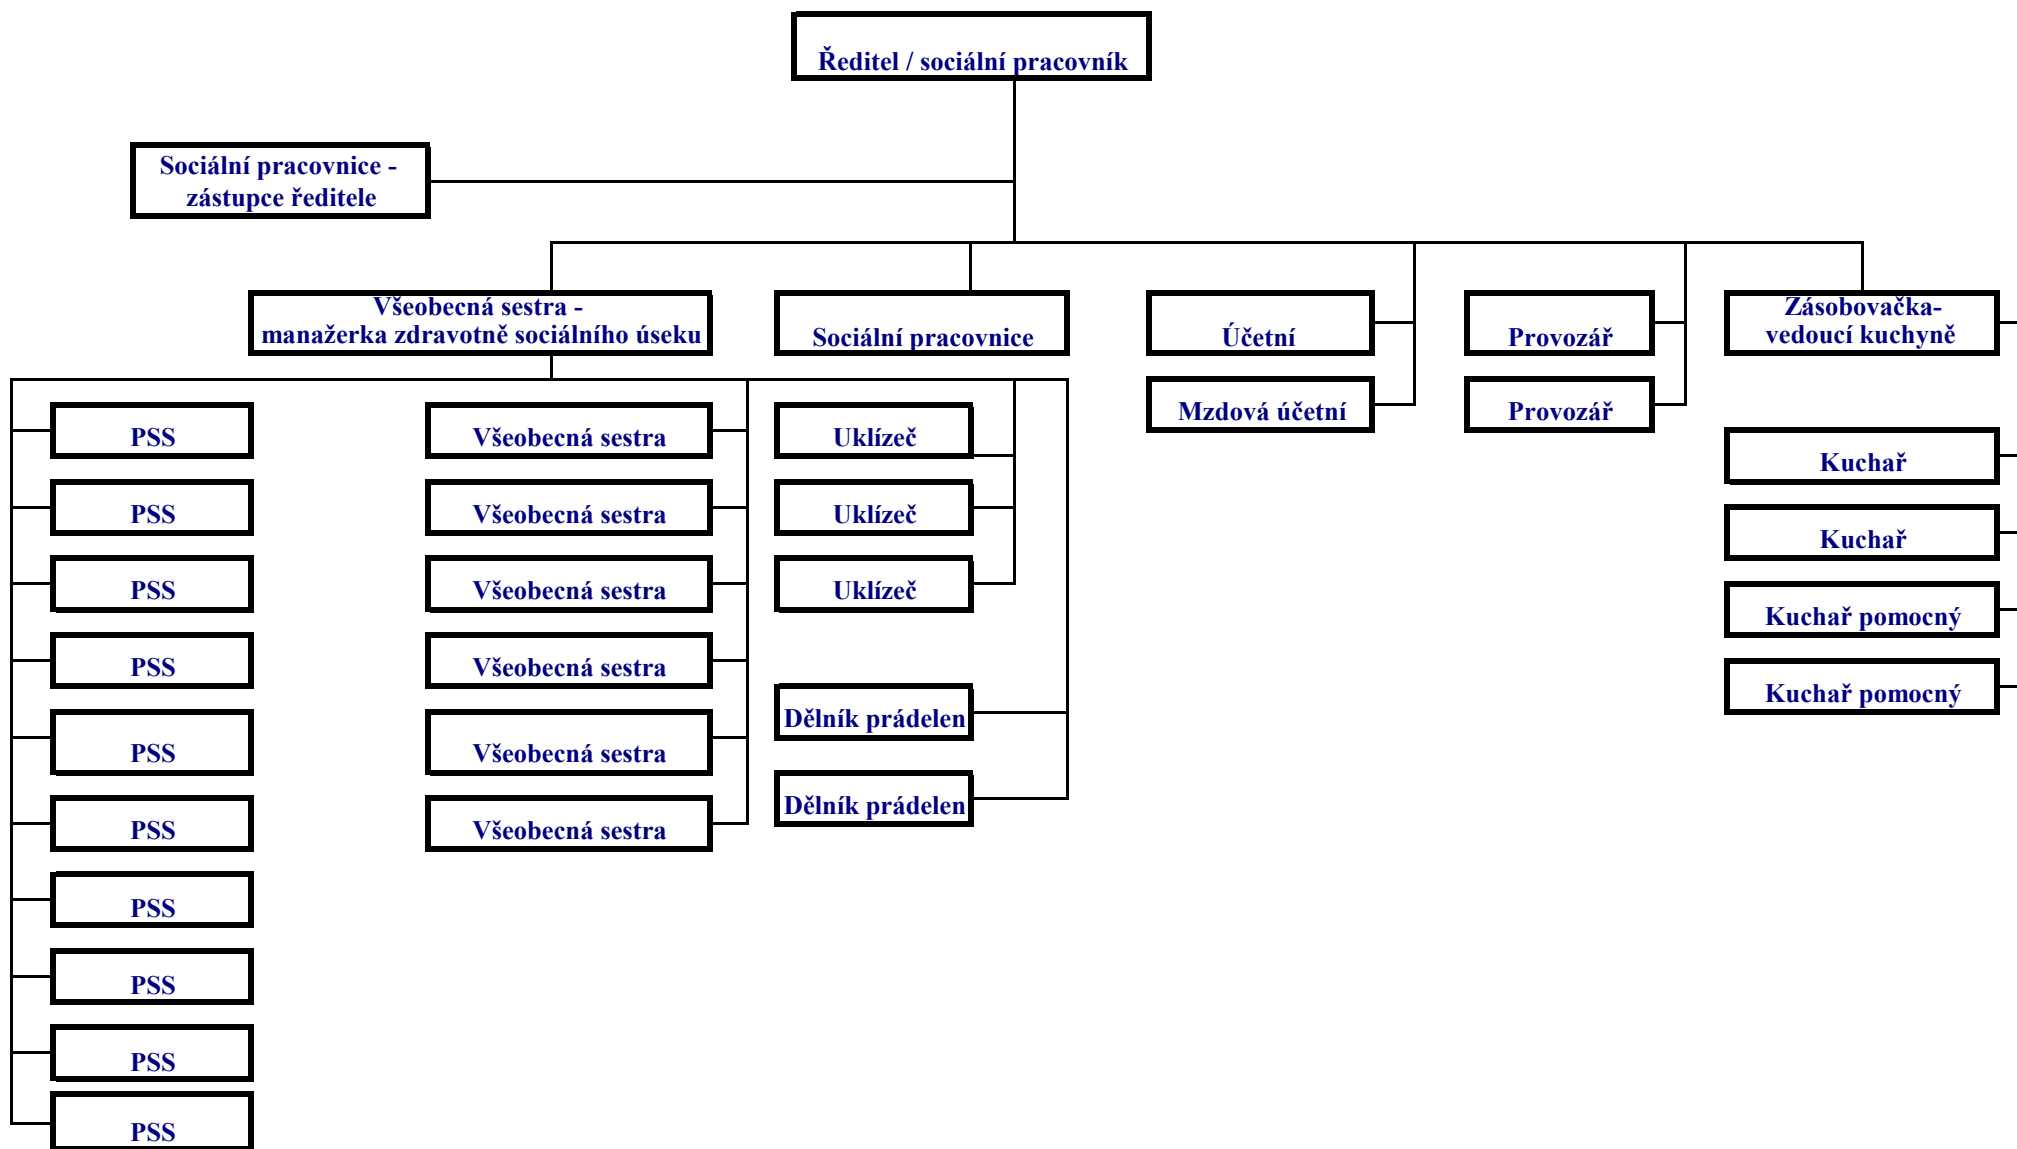 Ředitel / sociální pracovník
Sociální pracovnice -
zástupce ředitele
Všeobecná sestra -
manažerka zdravotně sociálního úseku
Sociální pracovnice
Účetní
Provozář
Zásobovačka-
vedoucí kuchyně
Mzdová účetní
Provozář
PSS
Všeobecná sestra
Uklízeč
Kuchař
PSS
Všeobecná sestra
Uklízeč
Kuchař
PSS
Všeobecná sestra
Uklízeč
Kuchař pomocný
PSS
Všeobecná sestra
Kuchař pomocný
Dělník prádelen
PSS
Všeobecná sestra
Dělník prádelen
PSS
Všeobecná sestra
PSS
PSS
PSS
PSS